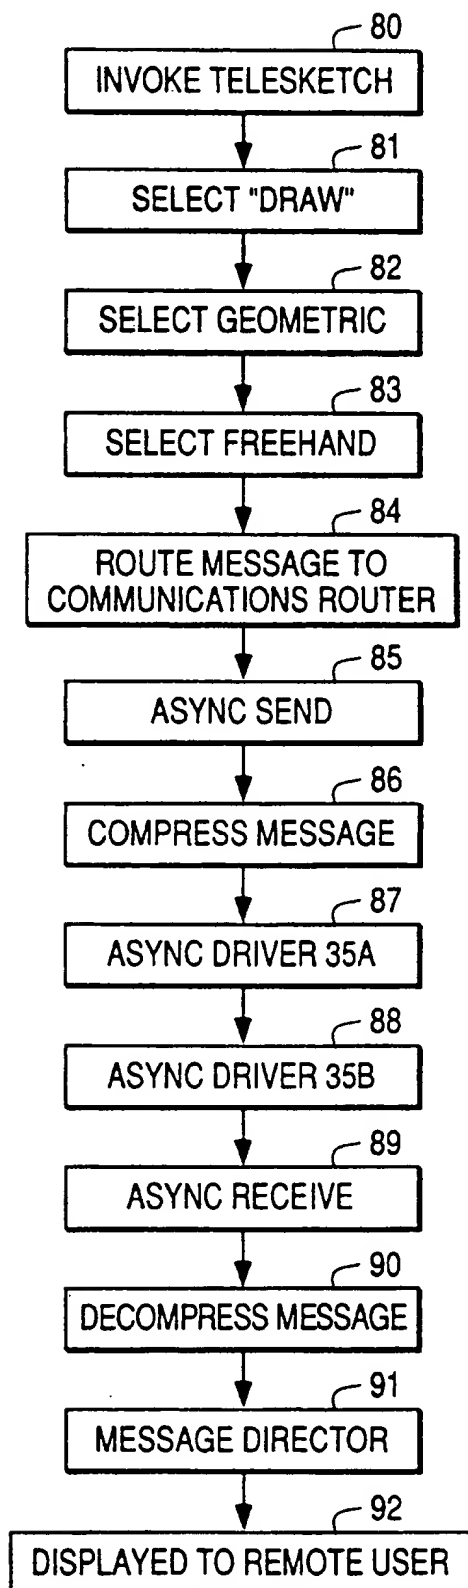 80
INVOKE TELESKETCH
81
SELECT "DRAW"
82
SELECT GEOMETRIC
83
SELECT FREEHAND
84
ROUTE MESSAGE TO
COMMUNICATIONS ROUTER
85
ASYNC SEND
86
COMPRESS MESSAGE
87
ASYNC DRIVER 35A
88
ASYNC DRIVER 35B
89
ASYNC RECEIVE
90
DECOMPRESS MESSAGE
91
MESSAGE DIRECTOR
92
DISPLAYED TO REMOTE USER